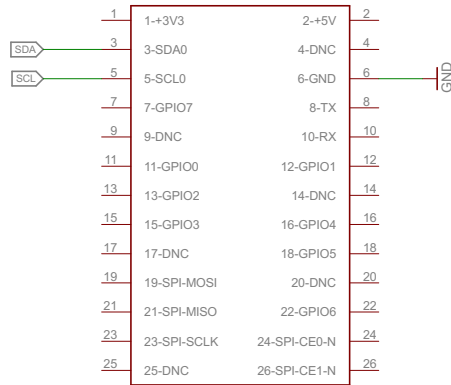 1 1-+3V3 2-+5V 2
SDA 3 3-SDA0 4-DNC 4
SCL 5 5-SCL0 6-GND 6 GND
7 7-GPIO7 8-TX 8
9 9-DNC 10-RX 10
11 11-GPIO0 12-GPIO1 12
13 13-GPIO2 14-DNC 14
15 15-GPIO3 16-GPIO4 16
17 17-DNC 18-GPIO5 18
19 19-SPI-MOSI 20-DNC 20
21 21-SPI-MISO 22-GPIO6 22
23 23-SPI-SCLK 24-SPI-CE0-N 24
25 25-DNC 26-SPI-CE1-N 26